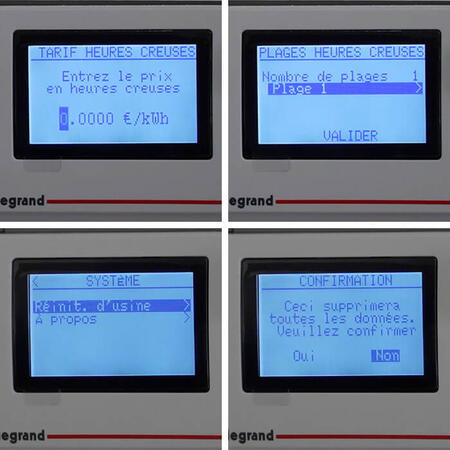 TARIF HEURES CREUSES
Entrez le prix
en heures creuses
0.0000 €/kWh
egrand
PLAGES HEURES CREUSES
Nombre de plages 1
Plage 1 >
VALIDER
egrand
< SYSTÈME
Réinit. d'usine >
À propos >
egrand
CONFIRMATION
Ceci supprimera
toutes les données.
Veuillez confirmer
Oui Non
egrand